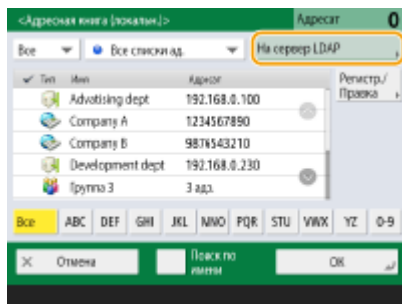 <Адресная книга (локальн.)> Адресат 0
Все Все списки ад. На сервер LDAP
Тип Имя Адресат Регистр./
Правка
Advatising dept 192.168.0.100
Company A 1234567890
Company B 9876543210
Development dept 192.168.0.230
Группа 3 3 адз.
Все ABC DEF GHI JKL MNO PQR STU VWX YZ 0-9
Отмена Поиск по
имени OK